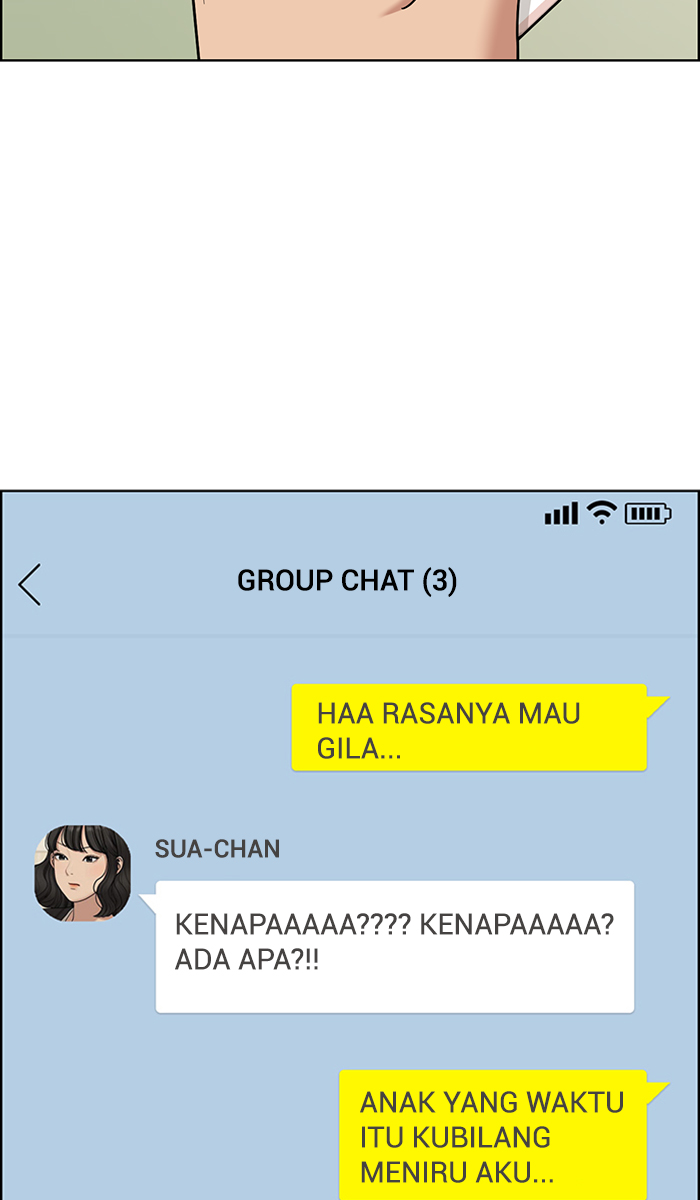 GROUP CHAT (3)
HAA RASANYA MAU
GILA...
SUA-CHAN
KENAPAAAAA???? KENAPAAAAA?
ADA APA?!!
ANAK YANG WAKTU
ITU KUBILANG
MENIRU AKU...